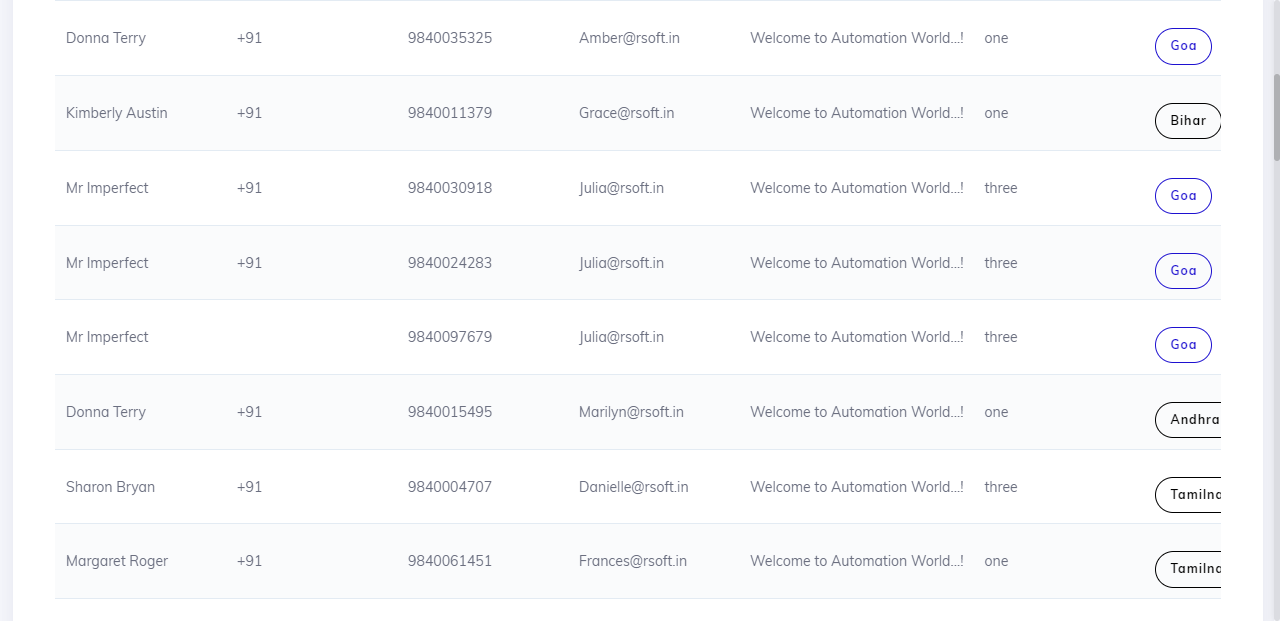 Donna Terry +91 9840035325 Amber@rsoft.in Welcome to Automation World...! one Goa
Kimberly Austin +91 9840011379 Grace@rsoft.in Welcome to Automation World...! one Bihar
Mr Imperfect +91 9840030918 Julia@rsoft.in Welcome to Automation World...! three Goa
Mr Imperfect +91 9840024283 Julia@rsoft.in Welcome to Automation World...! three Goa
Mr Imperfect 9840097679 Julia@rsoft.in Welcome to Automation World...! three Goa
Donna Terry +91 9840015495 Marilyn@rsoft.in Welcome to Automation World...! one Andhra
Sharon Bryan +91 9840004707 Danielle@rsoft.in Welcome to Automation World...! three Tamilna
Margaret Roger +91 9840061451 Frances@rsoft.in Welcome to Automation World...! one Tamilna